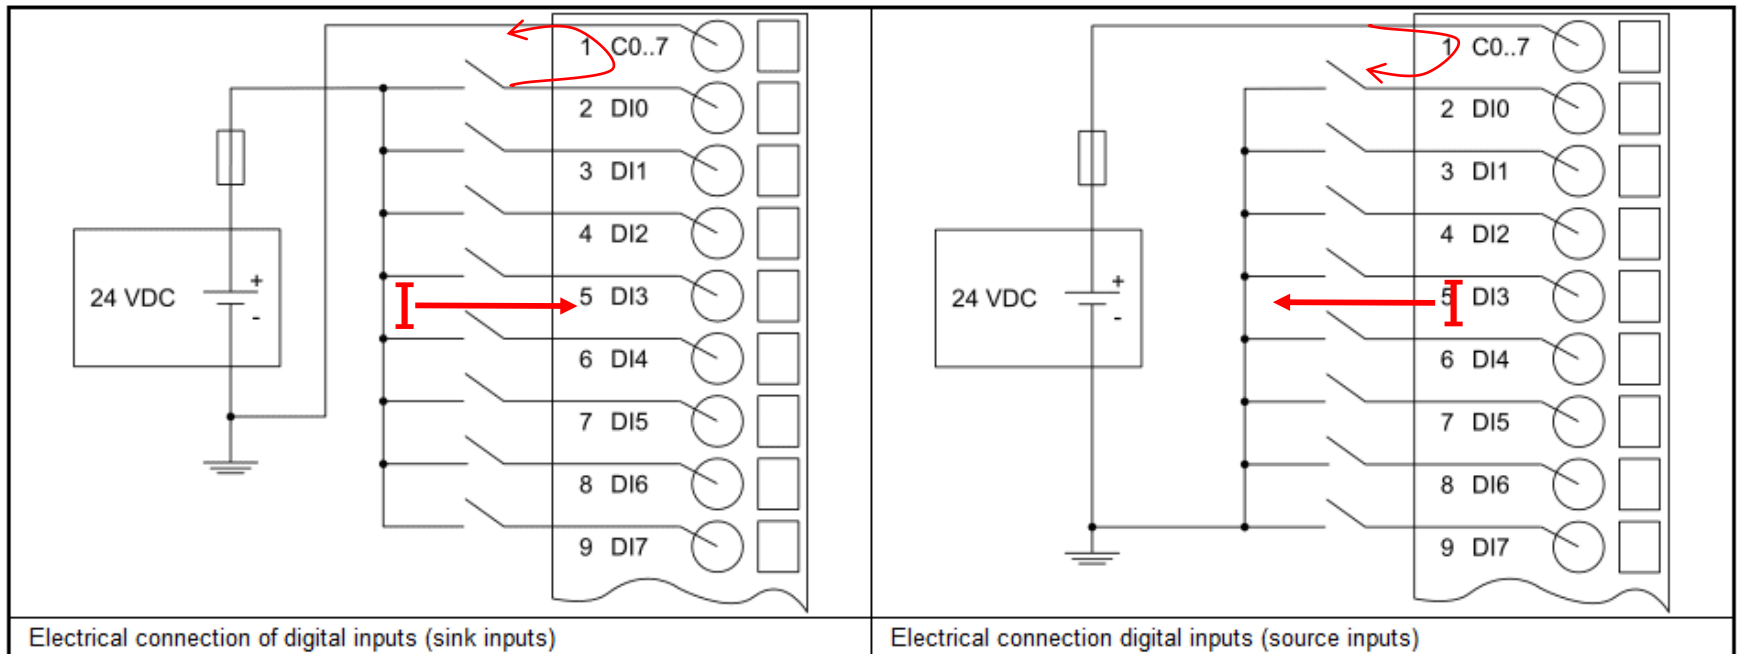 1 C0..7
2 DI0
3 DI1
4 DI2
5 DI3
6 DI4
7 DI5
8 DI6
9 DI7
24 VDC
+
-
I
Electrical connection of digital inputs (sink inputs)
1 C0..7
2 DI0
3 DI1
4 DI2
5 DI3
6 DI4
7 DI5
8 DI6
9 DI7
24 VDC
+
-
I
Electrical connection digital inputs (source inputs)